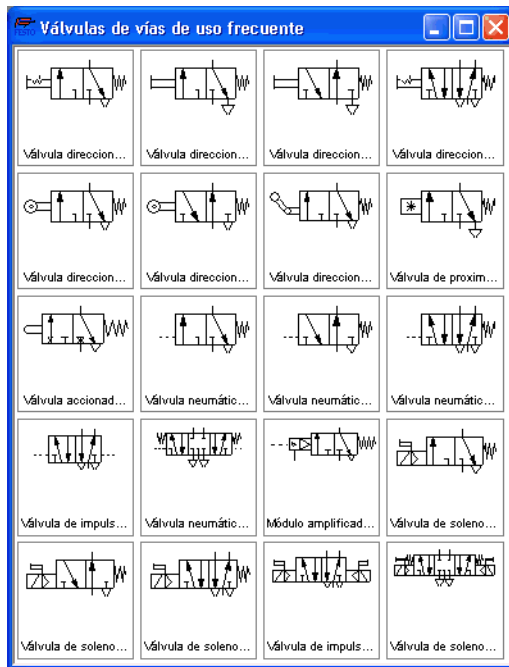 FESTO Válvulas de vías de uso frecuente
Válvula direccion... Válvula direccion... Válvula direccion... Válvula direccion...
Válvula direccion... Válvula direccion... Válvula direccion... Válvula de proxim...
Válvula accionad... Válvula neumátic... Válvula neumátic... Válvula neumátic...
Válvula de impuls... Válvula neumátic... Módulo amplificad... Válvula de soleno...
Válvula de soleno... Válvula de soleno... Válvula de impuls... Válvula de soleno...